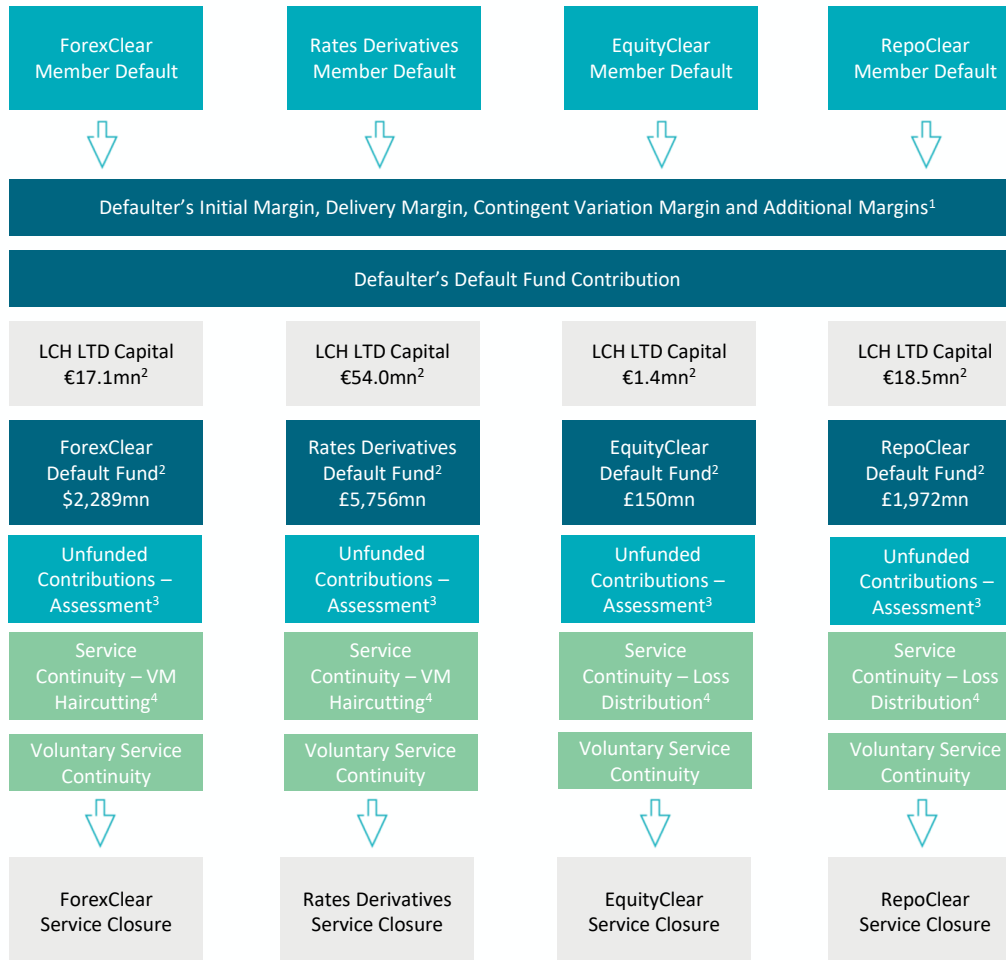 ForexClear
Member Default
Rates Derivatives
Member Default
EquityClear
Member Default
RepoClear
Member Default
Defaulter’s Initial Margin, Delivery Margin, Contingent Variation Margin and Additional Margins¹
Defaulter’s Default Fund Contribution
LCH LTD Capital
€17.1mn²
LCH LTD Capital
€54.0mn²
LCH LTD Capital
€1.4mn²
LCH LTD Capital
€18.5mn²
ForexClear
Default Fund²
$2,289mn
Rates Derivatives
Default Fund²
£5,756mn
EquityClear
Default Fund²
£150mn
RepoClear
Default Fund²
£1,972mn
Unfunded
Contributions –
Assessment³
Unfunded
Contributions –
Assessment³
Unfunded
Contributions –
Assessment³
Unfunded
Contributions –
Assessment³
Service
Continuity – VM
Haircutting⁴
Service
Continuity – VM
Haircutting⁴
Service
Continuity – Loss
Distribution⁴
Service
Continuity – Loss
Distribution⁴
Voluntary Service
Continuity
Voluntary Service
Continuity
Voluntary Service
Continuity
Voluntary Service
Continuity
ForexClear
Service Closure
Rates Derivatives
Service Closure
EquityClear
Service Closure
RepoClear
Service Closure